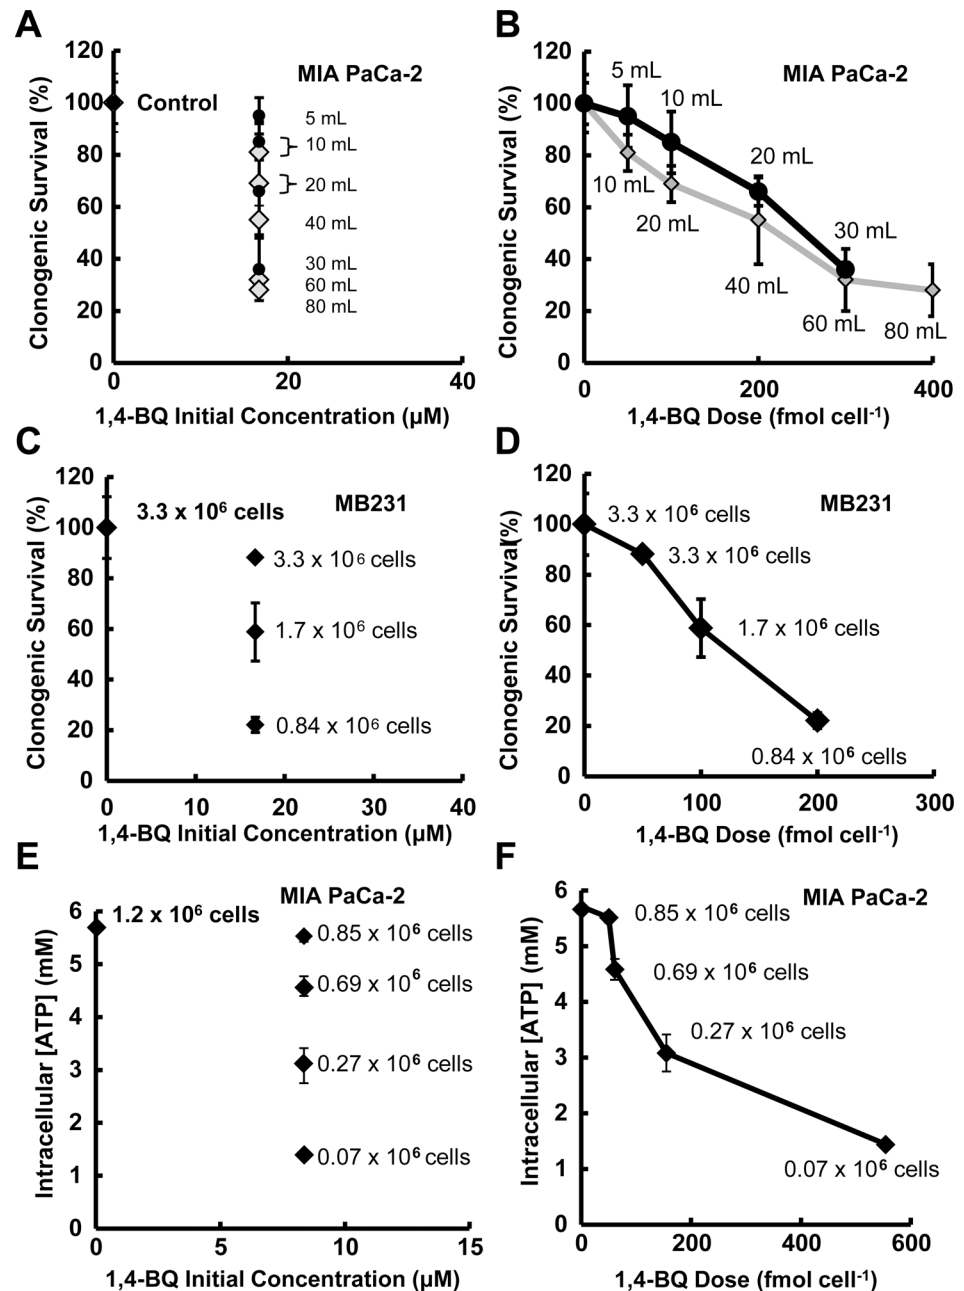 A
120
100
80
60
40
20
0
Clonogenic Survival (%)
MIA PaCa-2
Control
5 mL
10 mL
20 mL
40 mL
30 mL
60 mL
80 mL
0 20 40
1,4-BQ Initial Concentration (µM)
B
120
100
80
60
40
20
0
Clonogenic Survival (%)
MIA PaCa-2
5 mL
10 mL
20 mL
10 mL
20 mL
30 mL
40 mL
60 mL
80 mL
0 200 400
1,4-BQ Dose (fmol cell⁻¹)
C
120
100
80
60
40
20
0
Clonogenic Survival (%)
MB231
3.3 x 10⁶ cells
3.3 x 10⁶ cells
1.7 x 10⁶ cells
0.84 x 10⁶ cells
0 10 20 30 40
1,4-BQ Initial Concentration (µM)
D
120
100
80
60
40
20
0
Clonogenic Survival(%)
MB231
3.3 x 10⁶ cells
3.3 x 10⁶ cells
1.7 x 10⁶ cells
0.84 x 10⁶ cells
0 100 200 300
1,4-BQ Dose (fmol cell⁻¹)
E
6
5
4
3
2
1
0
Intracellular [ATP] (mM)
MIA PaCa-2
1.2 x 10⁶ cells
0.85 x 10⁶ cells
0.69 x 10⁶ cells
0.27 x 10⁶ cells
0.07 x 10⁶ cells
0 5 10 15
1,4-BQ Initial Concentration (µM)
F
6
5
4
3
2
1
0
Intracellular [ATP] (mM)
MIA PaCa-2
0.85 x 10⁶ cells
0.69 x 10⁶ cells
0.27 x 10⁶ cells
0.07 x 10⁶ cells
0 200 400 600
1,4-BQ Dose (fmol cell⁻¹)